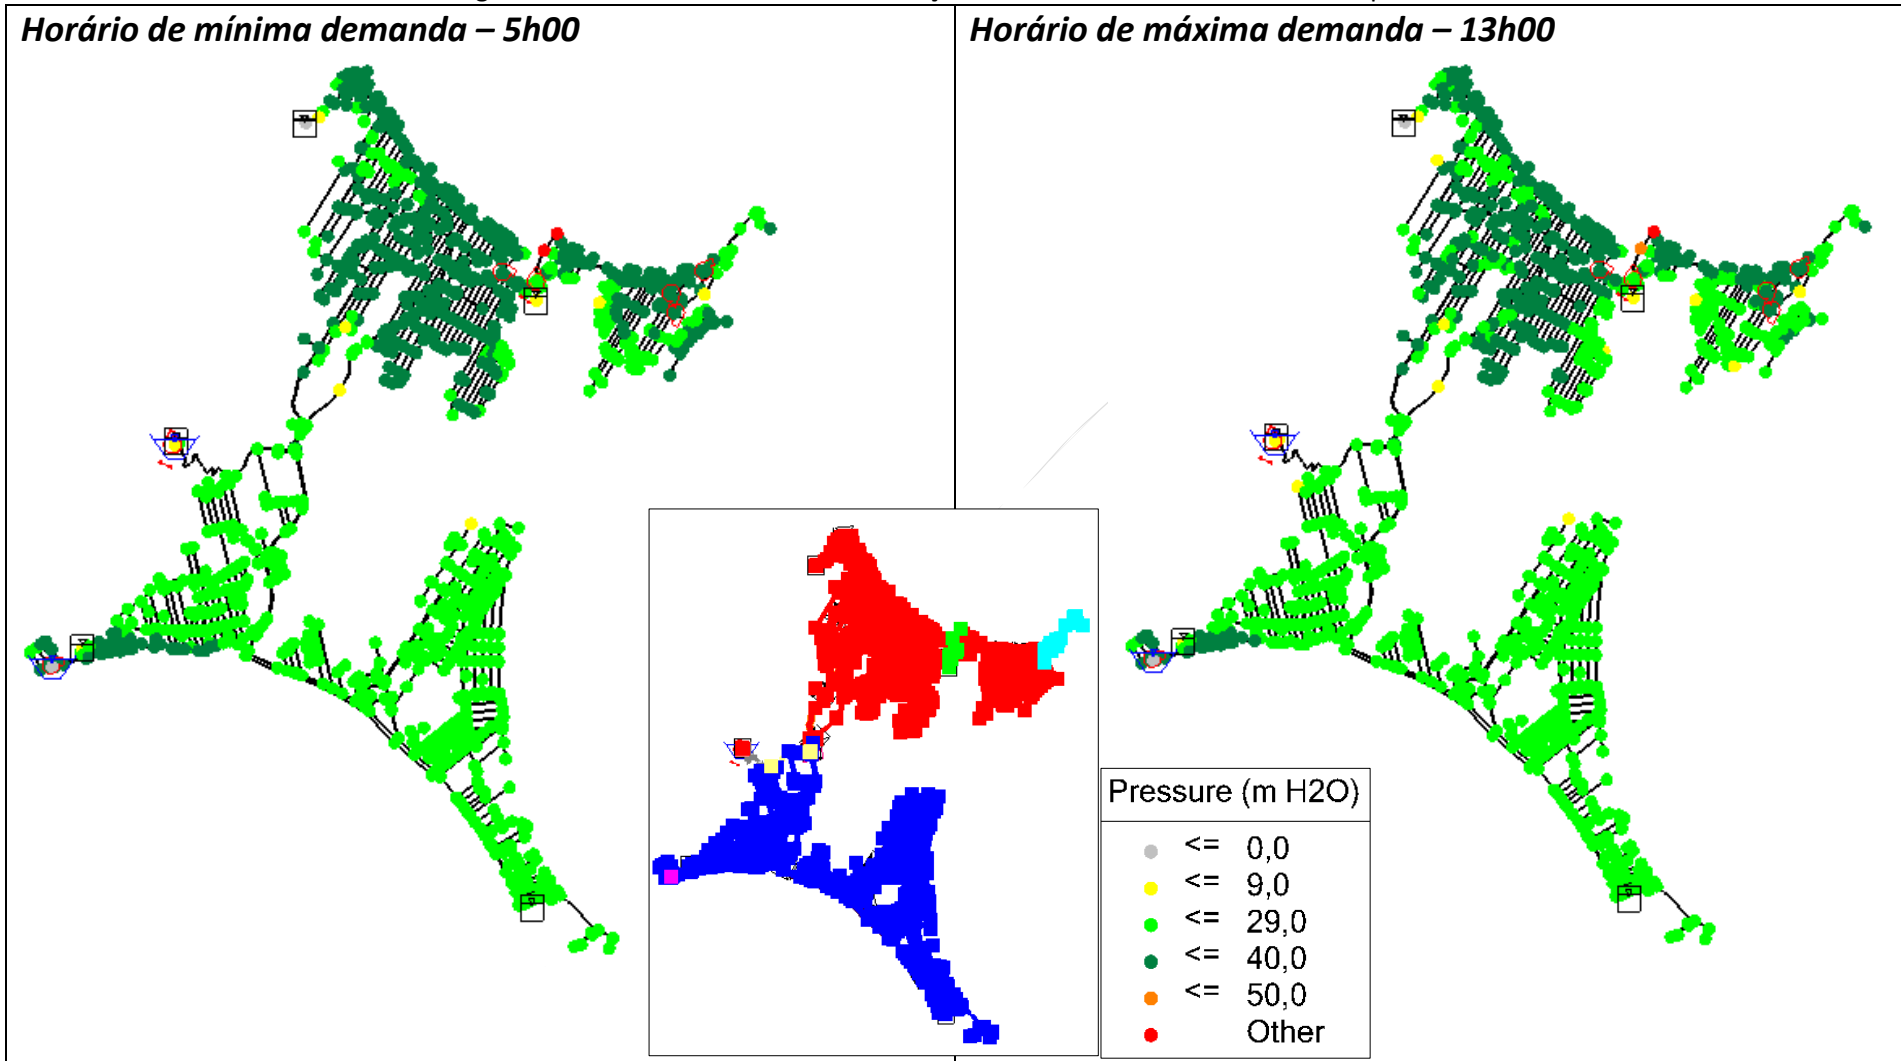 Horário de mínima demanda – 5h00
Horário de máxima demanda – 13h00
Pressure (m H2O)
<= 0,0
<= 9,0
<= 29,0
<= 40,0
<= 50,0
Other